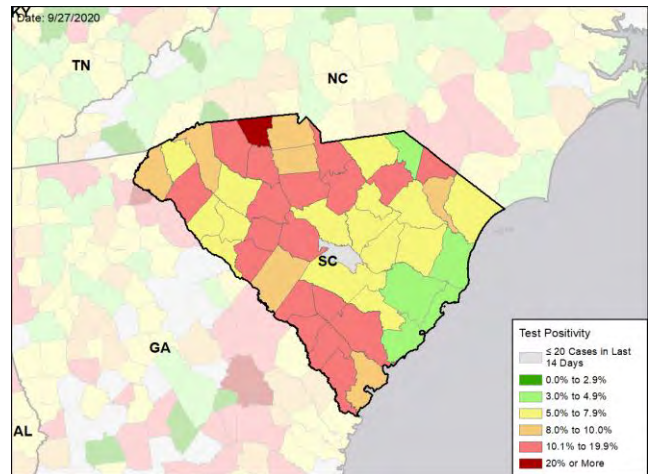 KY
Date: 9/27/2020
TN
NC
SC
GA
AL
Test Positivity
≤ 20 Cases in Last
14 Days
0.0% to 2.9%
3.0% to 4.9%
5.0% to 7.9%
8.0% to 10.0%
10.1% to 19.9%
20% or More